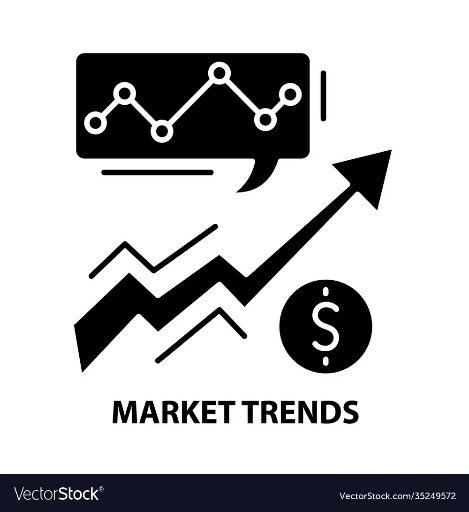 $
MARKET TRENDS
VectorStock®
VectorStock.com/35249572